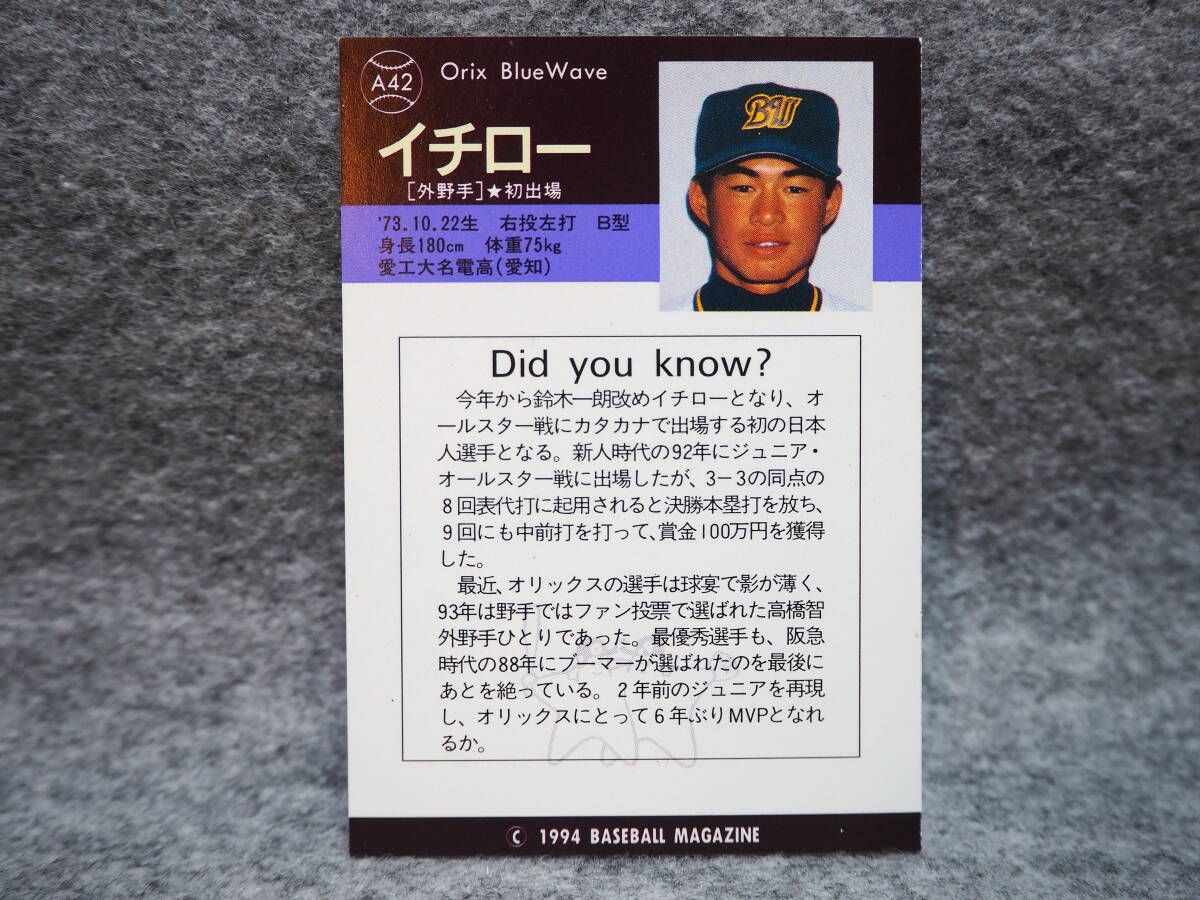 A42
Orix BlueWave
BW
イチロー
[外野手]★初出場
'73.10.22生 右投左打 B型
身長180cm 体重75kg
愛工大名電高(愛知)
Did you know?
今年から鈴木一朗改めイチローとなり、オ
ールスター戦にカタカナで出場する初の日本
人選手となる。新人時代の92年にジュニア・
オールスター戦に出場したが、3−3の同点の
8回表代打に起用されると決勝本塁打を放ち、
9回にも中前打を打って、賞金100万円を獲得
した。
最近、オリックスの選手は球宴で影が薄く、
93年は野手ではファン投票で選ばれた高橋智
外野手ひとりであった。最優秀選手も、阪急
時代の88年にブーマーが選ばれたのを最後に
あとを絶っている。2年前のジュニアを再現
し、オリックスにとって6年ぶりMVPとなれ
るか。
© 1994 BASEBALL MAGAZINE